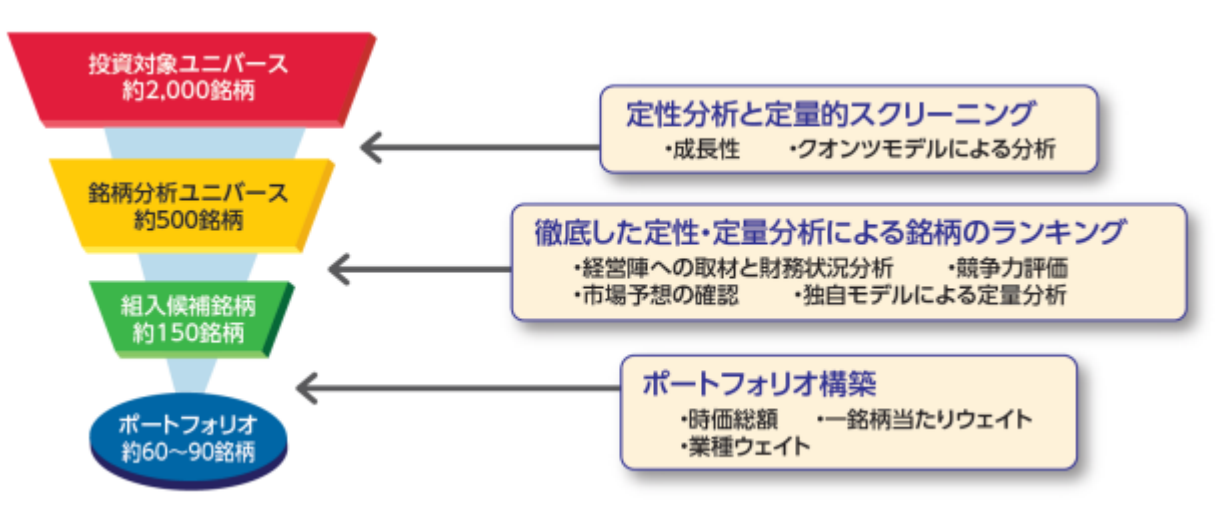 投資対象ユニバース
約2,000銘柄
定性分析と定量的スクリーニング
・成長性　・クオンツモデルによる分析
銘柄分析ユニバース
約500銘柄
徹底した定性・定量分析による銘柄のランキング
・経営陣への取材と財務状況分析　・競争力評価
・市場予想の確認　・独自モデルによる定量分析
組入候補銘柄
約150銘柄
ポートフォリオ構築
・時価総額　・一銘柄当たりウェイト
・業種ウェイト
ポートフォリオ
約60～90銘柄